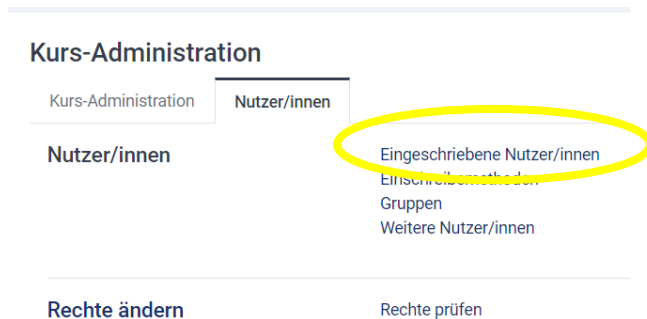 Kurs-Administration
Kurs-Administration Nutzer/innen
Nutzer/innen Eingeschriebene Nutzer/innen
Einschreibemethoden
Gruppen
Weitere Nutzer/innen
Rechte ändern Rechte prüfen